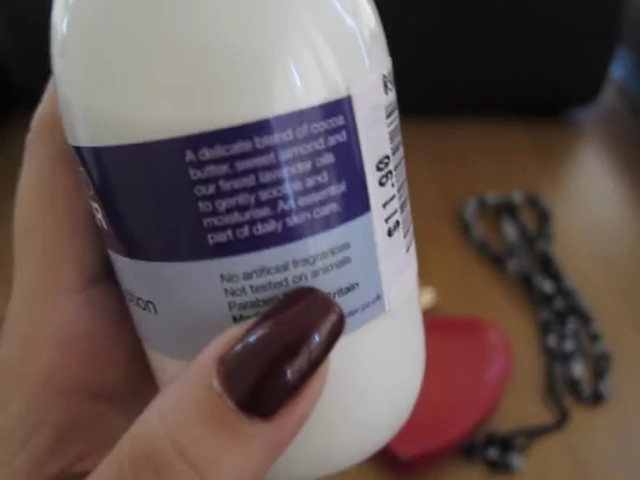 A delicate blend of cocoa
butter, sweet almond and
our finest lavender oils
to gently soothe and
moisturise. An essential
part of daily skin care.
No artificial fragrances
Not tested on animals
Paraben
$11.90